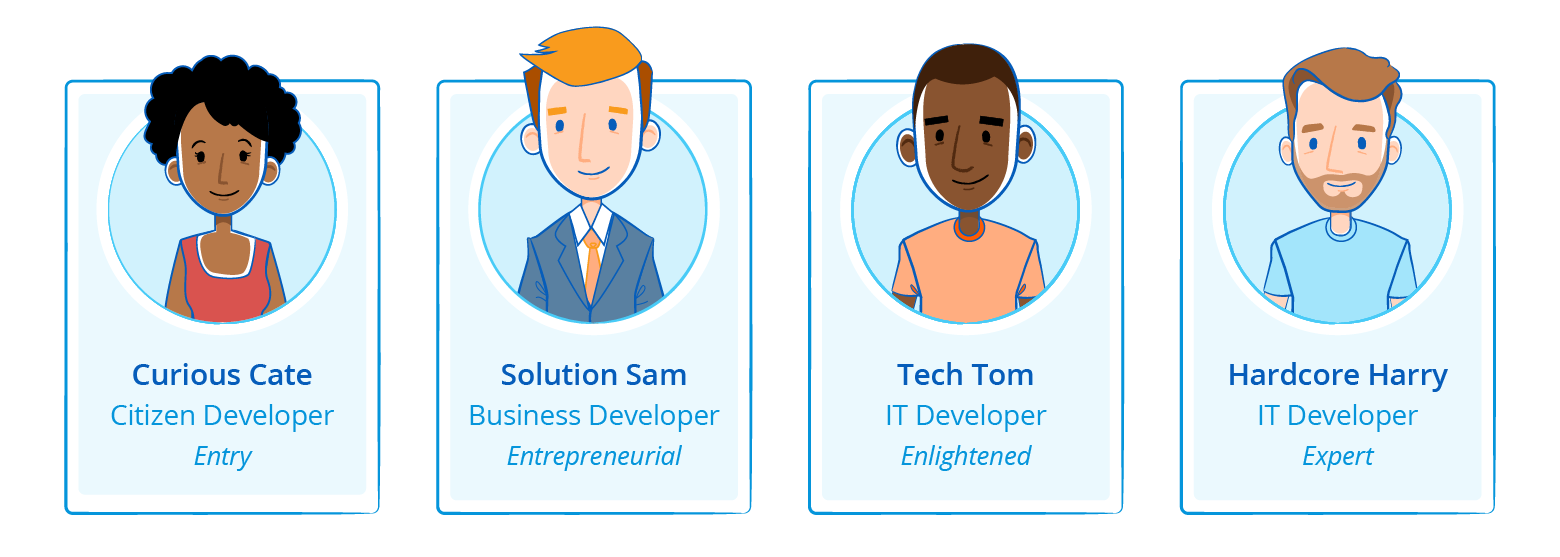 Curious Cate
Citizen Developer
Entry
Solution Sam
Business Developer
Entrepreneurial
Tech Tom
IT Developer
Enlightened
Hardcore Harry
IT Developer
Expert